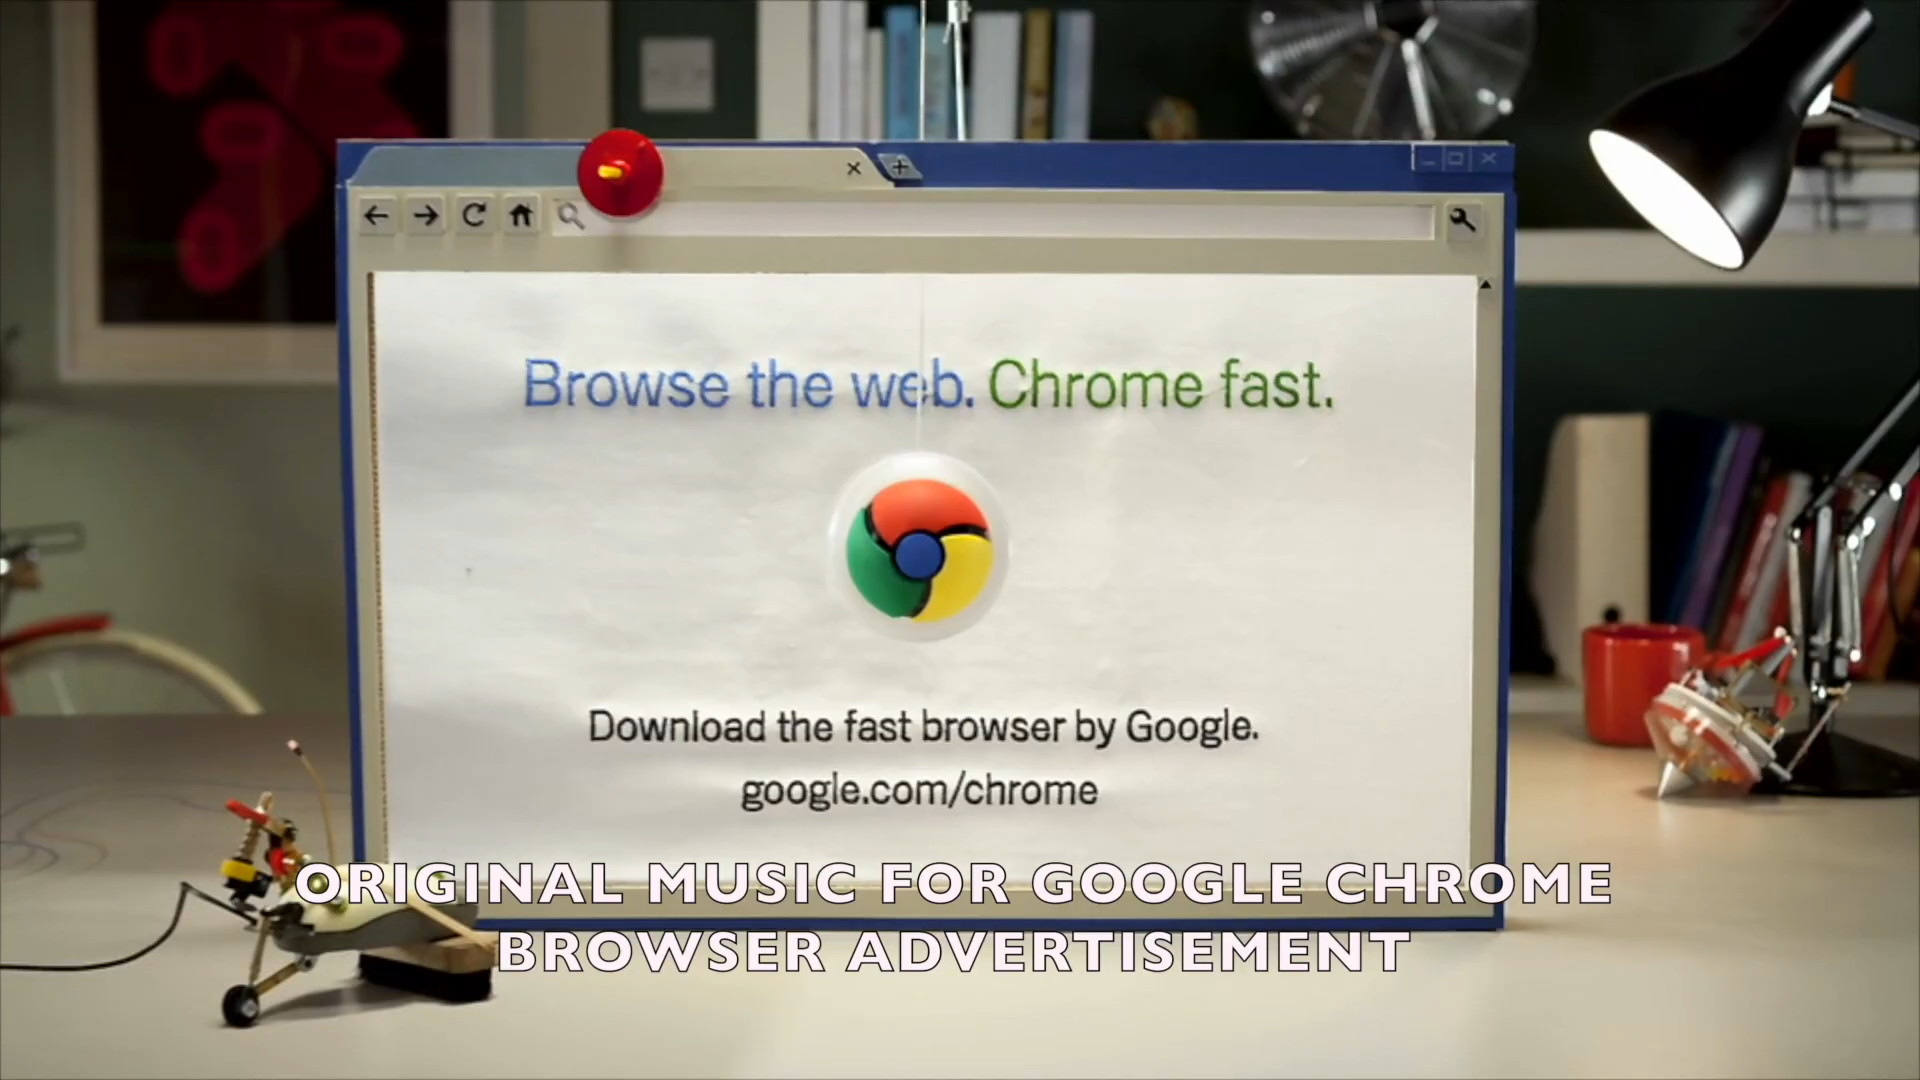 Browse the web. Chrome fast.
Download the fast browser by Google.
google.com/chrome
ORIGINAL MUSIC FOR GOOGLE CHROME
BROWSER ADVERTISEMENT